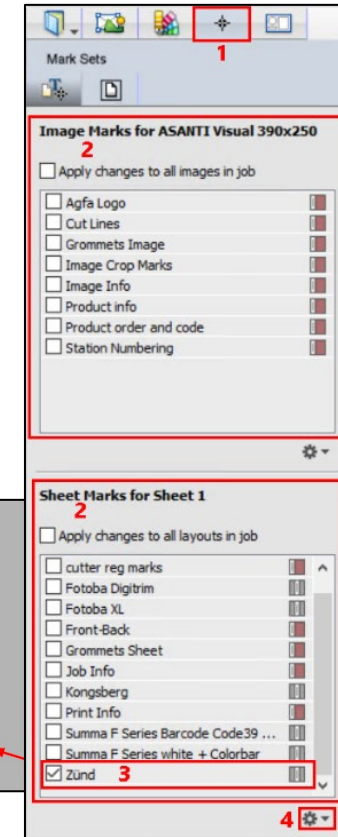 1
Mark Sets
Image Marks for ASANTI Visual 390x250
2
Apply changes to all images in job
Agfa Logo
Cut Lines
Grommets Image
Image Crop Marks
Image Info
Product info
Product order and code
Station Numbering
Sheet Marks for Sheet 1
2
Apply changes to all layouts in job
cutter reg marks
Fotoba Digitrim
Fotoba XL
Front-Back
Grommets Sheet
Job Info
Kongsberg
Print Info
Summa F Series Barcode Code39 ...
Summa F Series white + Colorbar
Zünd 3
4